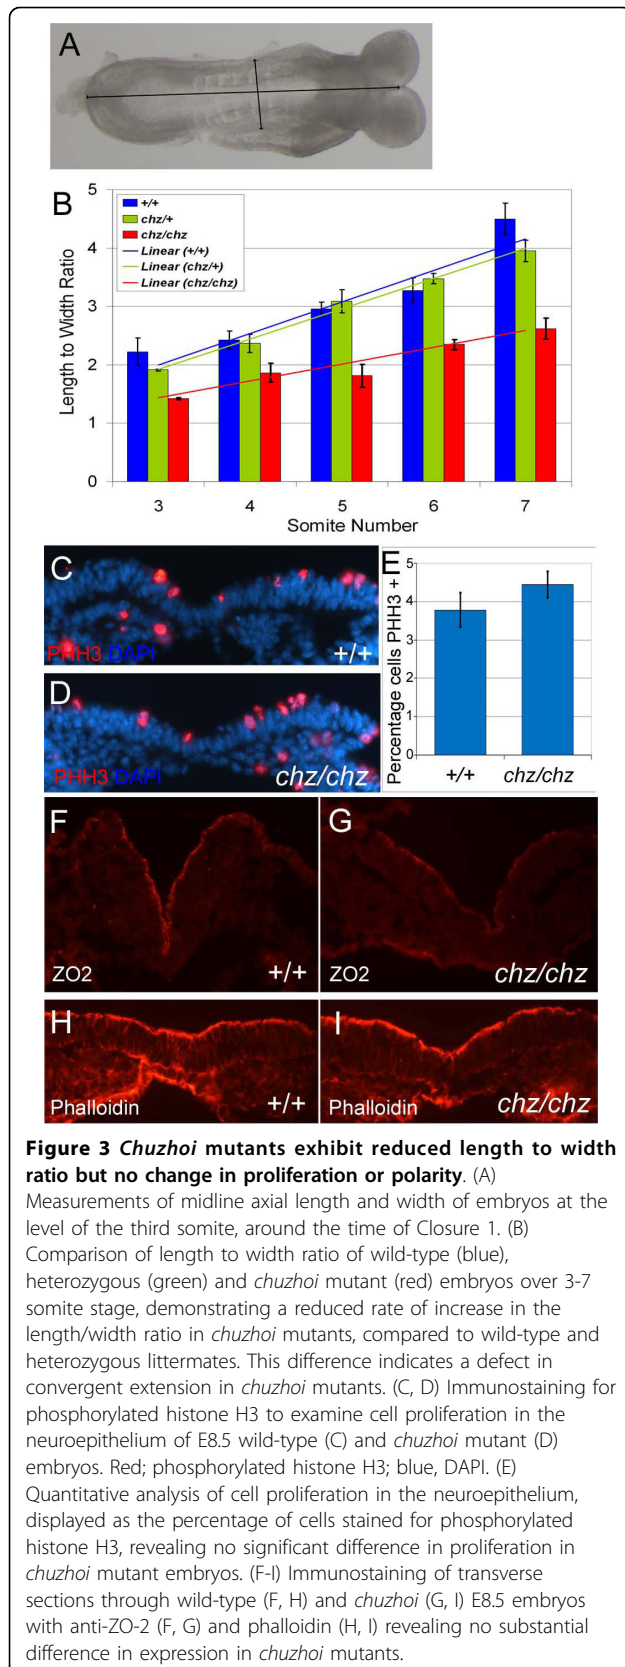 A
B
5
4
3
2
1
0
Length to Width Ratio
+/+
chz/+
chz/chz
Linear (+/+)
Linear (chz/+)
Linear (chz/chz)
3 4 5 6 7
Somite Number
C
PHH3 DAPI
+/+
D
PHH3 DAPI
chz/chz
E
Percentage cells PHH3 +
5
4
3
2
1
0
+/+ chz/chz
F
ZO2
+/+
G
ZO2
chz/chz
H
Phalloidin
+/+
I
Phalloidin
chz/chz
Figure 3 Chuzhoi mutants exhibit reduced length to width
ratio but no change in proliferation or polarity. (A)
Measurements of midline axial length and width of embryos at the
level of the third somite, around the time of Closure 1. (B)
Comparison of length to width ratio of wild-type (blue),
heterozygous (green) and chuzhoi mutant (red) embryos over 3-7
somite stage, demonstrating a reduced rate of increase in the
length/width ratio in chuzhoi mutants, compared to wild-type and
heterozygous littermates. This difference indicates a defect in
convergent extension in chuzhoi mutants. (C, D) Immunostaining for
phosphorylated histone H3 to examine cell proliferation in the
neuroepithelium of E8.5 wild-type (C) and chuzhoi mutant (D)
embryos. Red; phosphorylated histone H3; blue, DAPI. (E)
Quantitative analysis of cell proliferation in the neuroepithelium,
displayed as the percentage of cells stained for phosphorylated
histone H3, revealing no significant difference in proliferation in
chuzhoi mutant embryos. (F-I) Immunostaining of transverse
sections through wild-type (F, H) and chuzhoi (G, I) E8.5 embryos
with anti-ZO-2 (F, G) and phalloidin (H, I) revealing no substantial
difference in expression in chuzhoi mutants.